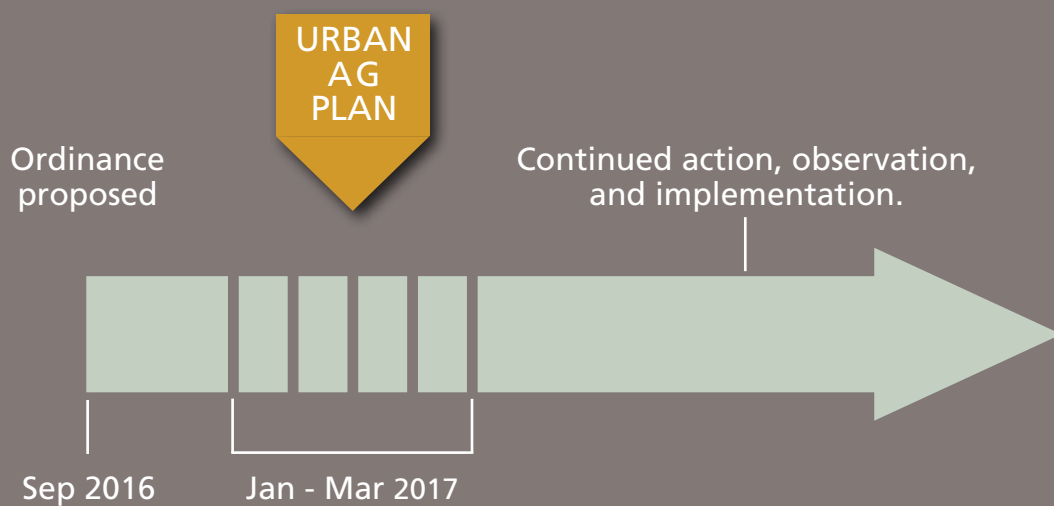 URBAN
AG
PLAN
Ordinance
proposed
Continued action, observation,
and implementation.
Sep 2016
Jan - Mar 2017